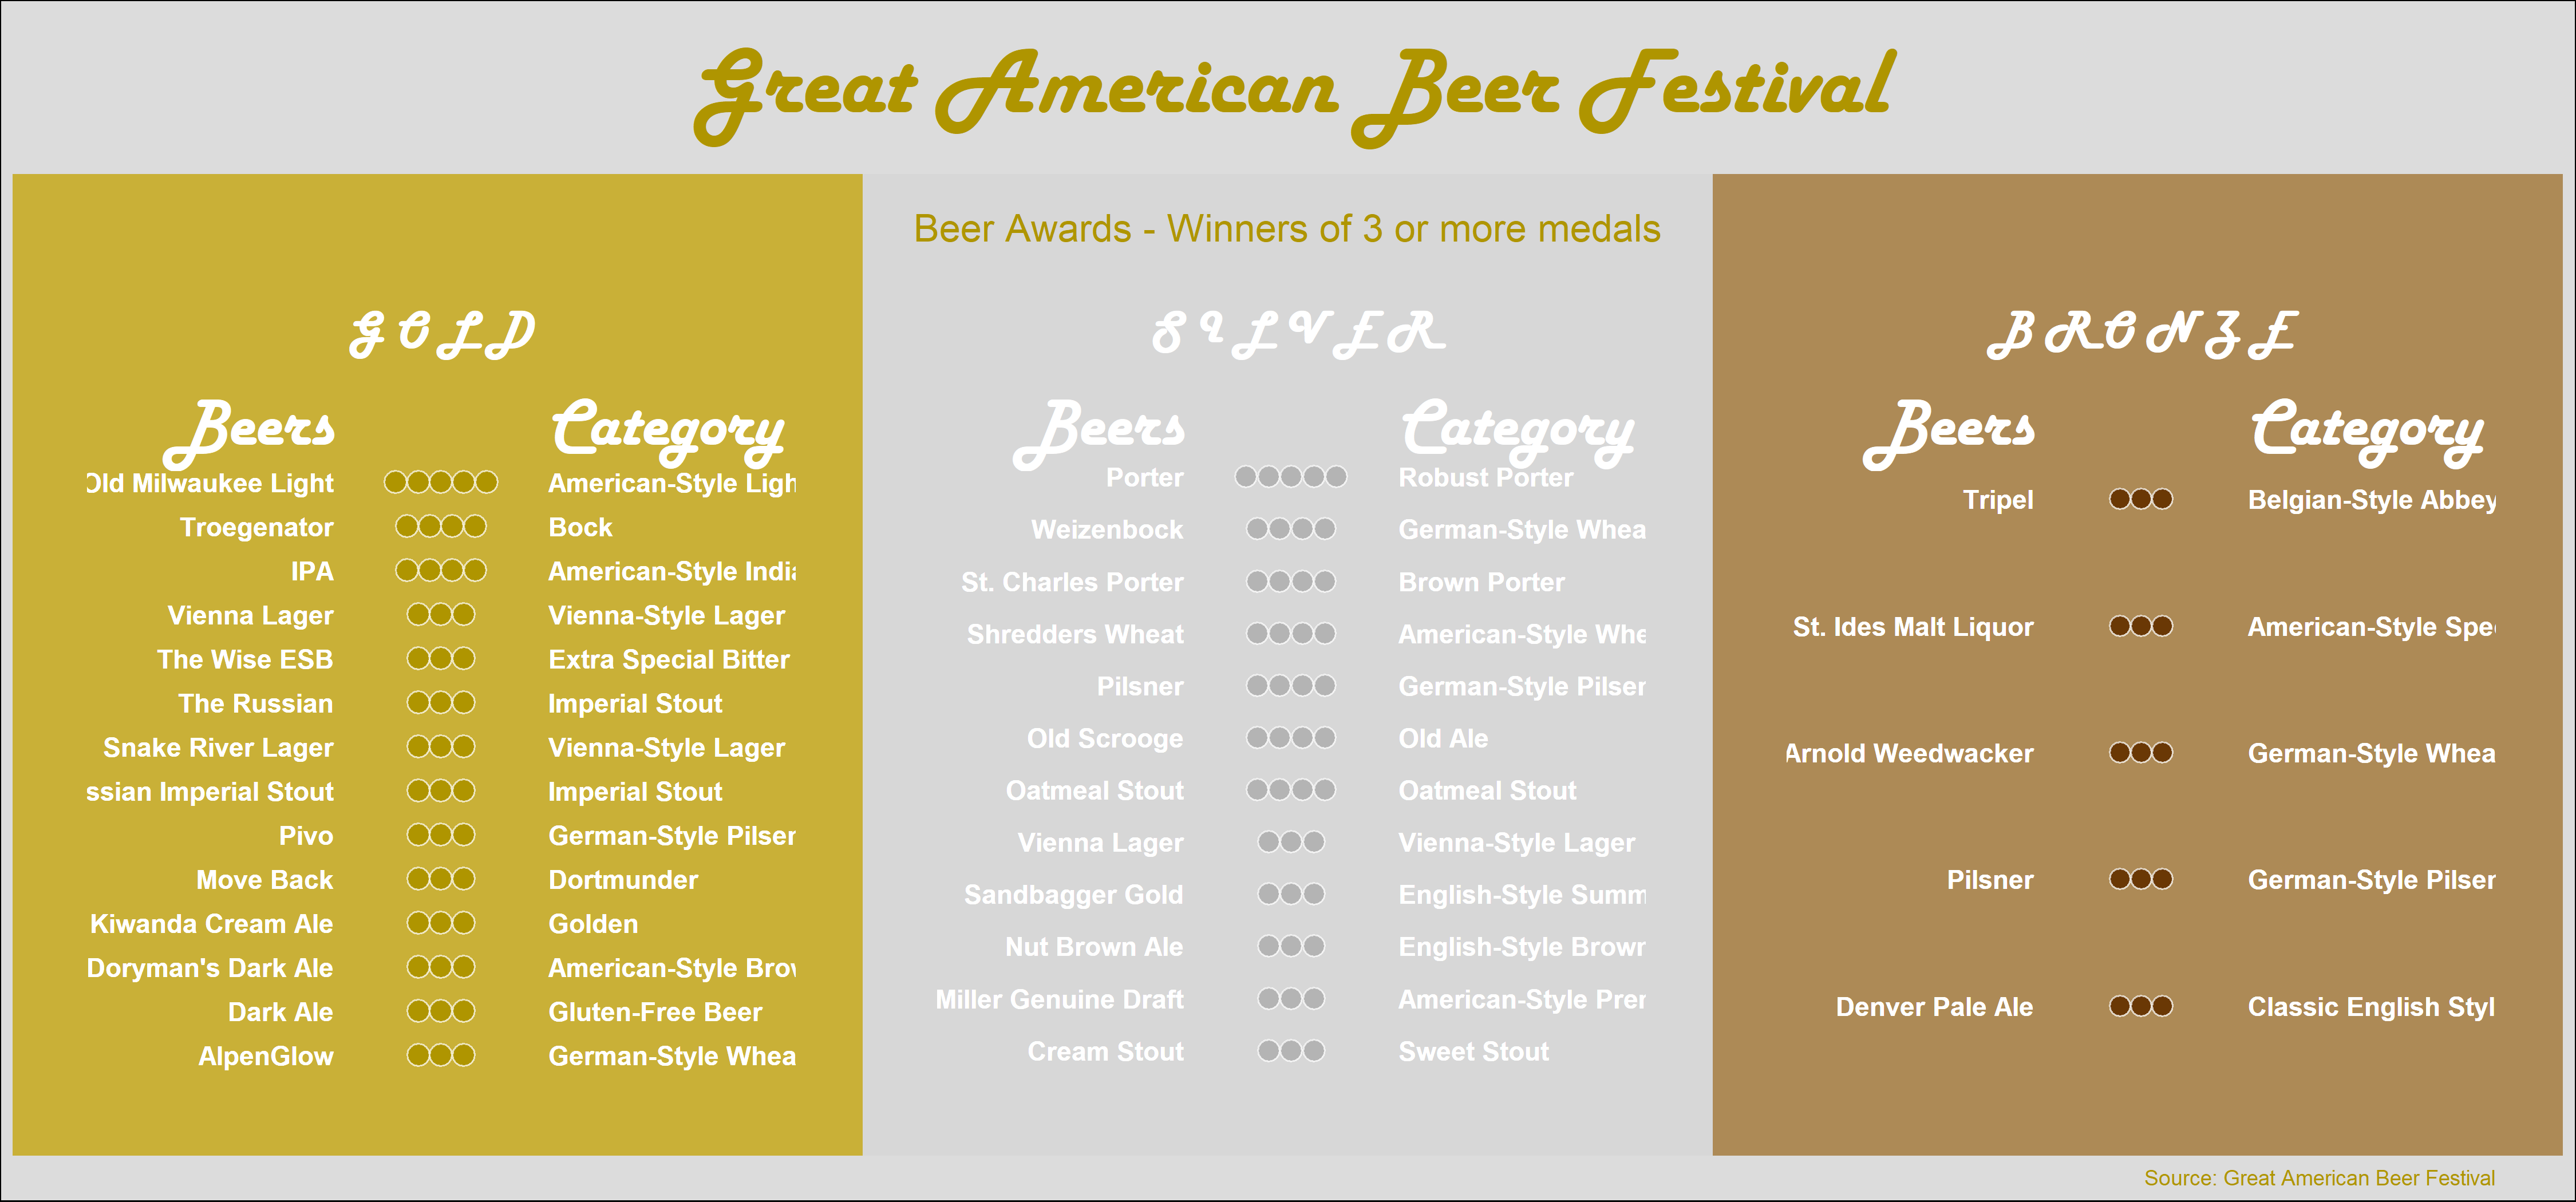 Great American Beer Festival
Beer Awards - Winners of 3 or more medals
GOLD
Beers Category
Old Milwaukee Light American-Style Ligh
Troegenator Bock
IPA American-Style India
Vienna Lager Vienna-Style Lager
The Wise ESB Extra Special Bitter
The Russian Imperial Stout
Snake River Lager Vienna-Style Lager
ssian Imperial Stout Imperial Stout
Pivo German-Style Pilser
Move Back Dortmunder
Kiwanda Cream Ale Golden
Doryman's Dark Ale American-Style Brow
Dark Ale Gluten-Free Beer
AlpenGlow German-Style Whea
SILVER
Beers Category
Porter Robust Porter
Weizenbock German-Style Whea
St. Charles Porter Brown Porter
Shredders Wheat American-Style Whe
Pilsner German-Style Pilser
Old Scrooge Old Ale
Oatmeal Stout Oatmeal Stout
Vienna Lager Vienna-Style Lager
Sandbagger Gold English-Style Summ
Nut Brown Ale English-Style Brown
Miller Genuine Draft American-Style Prer
Cream Stout Sweet Stout
BRONZE
Beers Category
Tripel Belgian-Style Abbey
St. Ides Malt Liquor American-Style Spe
Arnold Weedwacker German-Style Whea
Pilsner German-Style Pilser
Denver Pale Ale Classic English Styl
Source: Great American Beer Festival